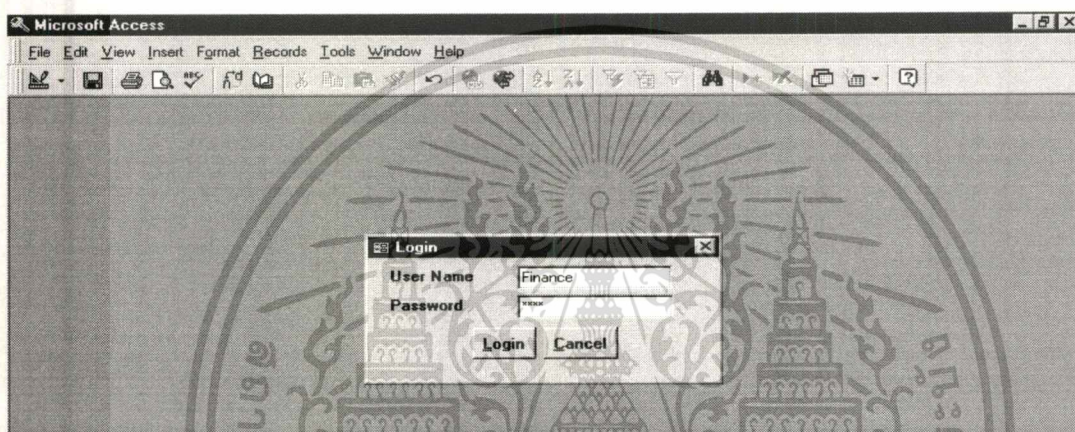 Microsoft Access
File Edit View Insert Format Records Tools Window Help
Login
User Name Finance
Password ****
Login Cancel